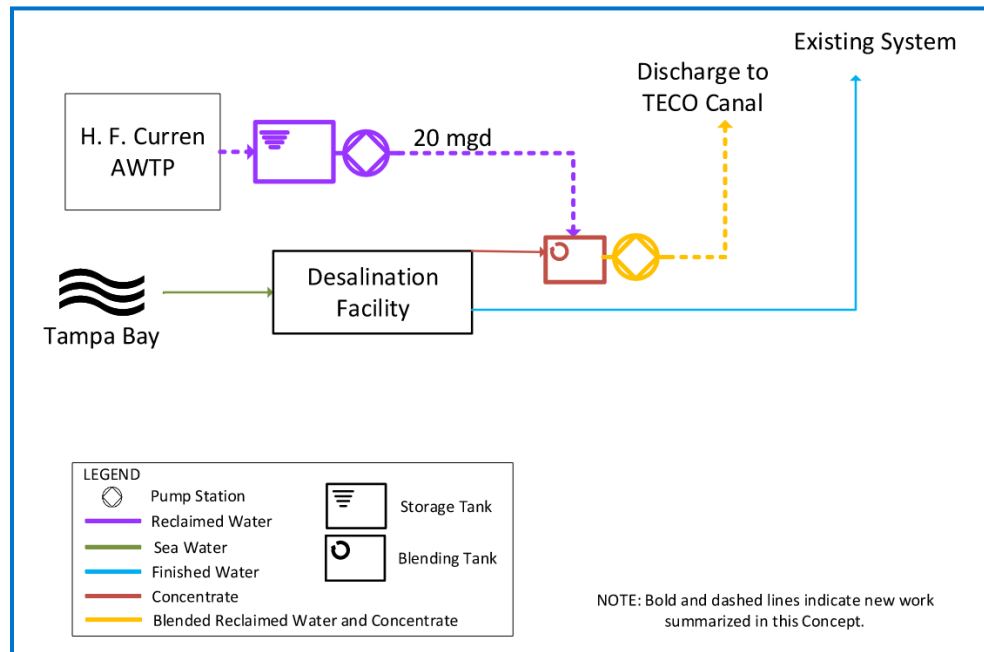 Existing System
Discharge to
TECO Canal
H. F. Curren
AWTP
20 mgd
Desalination
Facility
Tampa Bay
LEGEND
Pump Station
Reclaimed Water
Sea Water
Finished Water
Concentrate
Blended Reclaimed Water and Concentrate
Storage Tank
Blending Tank
NOTE: Bold and dashed lines indicate new work
summarized in this Concept.